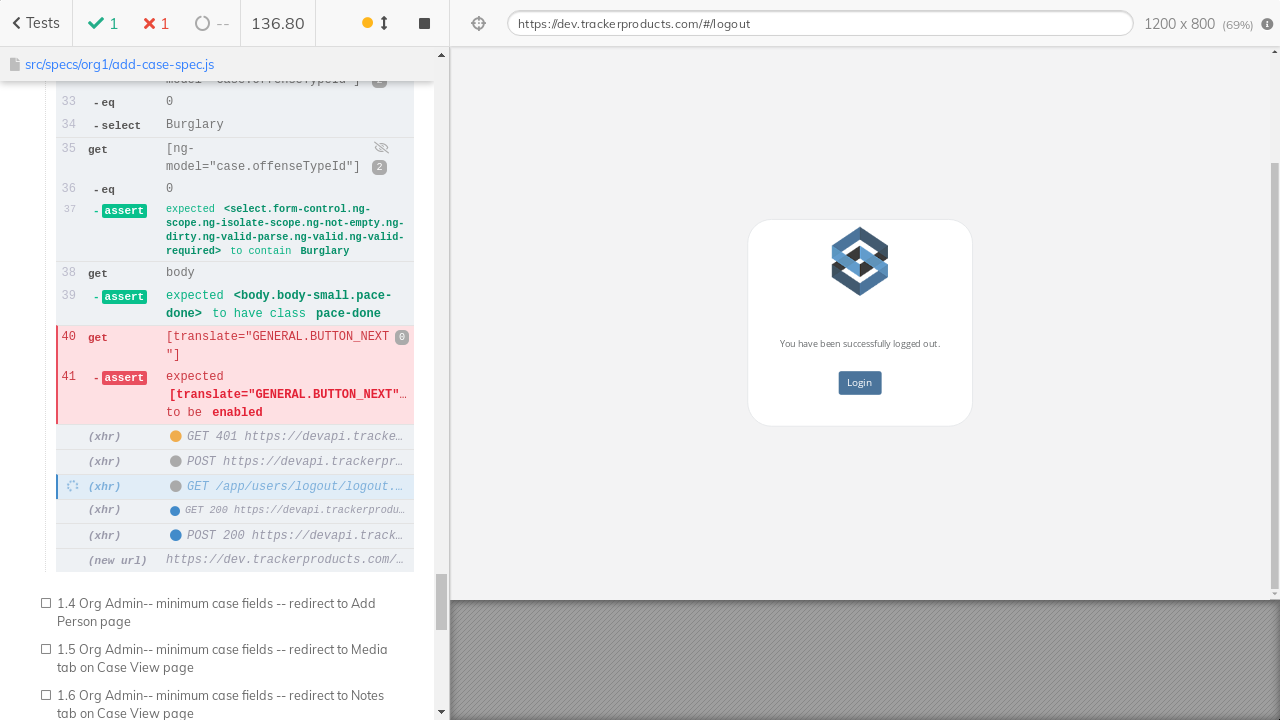 Tests
1
1
--
136.80
https://dev.trackerproducts.com/#/logout
1200 x 800 (69%)
src/specs/org1/add-case-spec.js
33 - eq 0
34 - select Burglary
35 get [ng-
model="case.offenseTypeId"] 2
36 - eq 0
37 - assert expected <select.form-control.ng-
scope.ng-isolate-scope.ng-not-empty.ng-
dirty.ng-valid-parse.ng-valid.ng-valid-
required> to contain Burglary
38 get body
39 - assert expected <body.body-small.pace-
done> to have class pace-done
40 get [translate="GENERAL.BUTTON_NEXT 0
"]
41 - assert expected
[translate="GENERAL.BUTTON_NEXT"…
to be enabled
(xhr) GET 401 https://devapi.tracke…
(xhr) POST https://devapi.trackerpr…
(xhr) GET /app/users/logout/logout.…
(xhr) GET 200 https://devapi.trackerprodu…
(xhr) POST 200 https://devapi.track…
(new url) https://dev.trackerproducts.com/…
1.4 Org Admin-- minimum case fields -- redirect to Add
Person page
1.5 Org Admin-- minimum case fields -- redirect to Media
tab on Case View page
1.6 Org Admin-- minimum case fields -- redirect to Notes
tab on Case View page
You have been successfully logged out.
Login